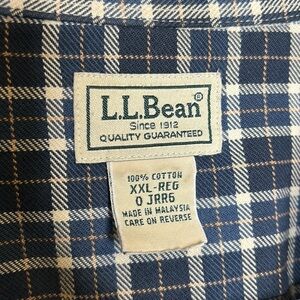 L.L.Bean®
Since 1912
QUALITY GUARANTEED
100% COTTON
XXL-REG
0 JRR6
MADE IN MALAYSIA
CARE ON REVERSE